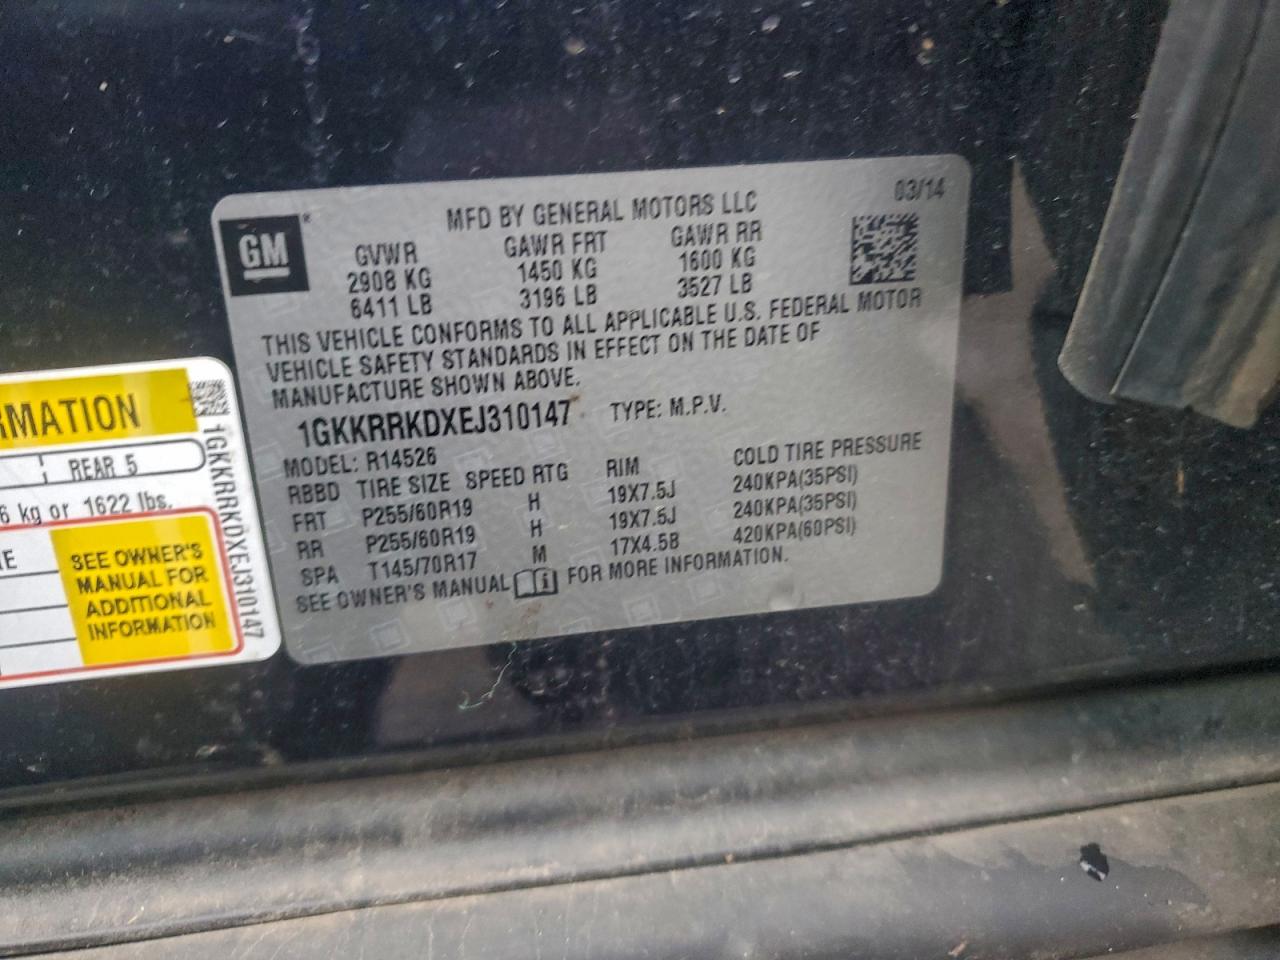 03/14
GM®
MFD BY GENERAL MOTORS LLC
GVWR GAWR FRT GAWR RR
2908 KG 1450 KG 1600 KG
6411 LB 3196 LB 3527 LB
THIS VEHICLE CONFORMS TO ALL APPLICABLE U.S. FEDERAL MOTOR
VEHICLE SAFETY STANDARDS IN EFFECT ON THE DATE OF
MANUFACTURE SHOWN ABOVE.
1GKKRRKDXEJ310147 TYPE: M.P.V.
MODEL: R14526
RBBD TIRE SIZE SPEED RTG RIM COLD TIRE PRESSURE
FRT P255/60R19 H 19X7.5J 240KPA(35PSI)
RR P255/60R19 H 19X7.5J 240KPA(35PSI)
SPA T145/70R17 M 17X4.5B 420KPA(60PSI)
SEE OWNER'S MANUAL FOR MORE INFORMATION.
RMATION
REAR 5
6 kg or 1622 lbs.
SEE OWNER'S
MANUAL FOR
ADDITIONAL
INFORMATION
1GKKRRKDXEJ310147